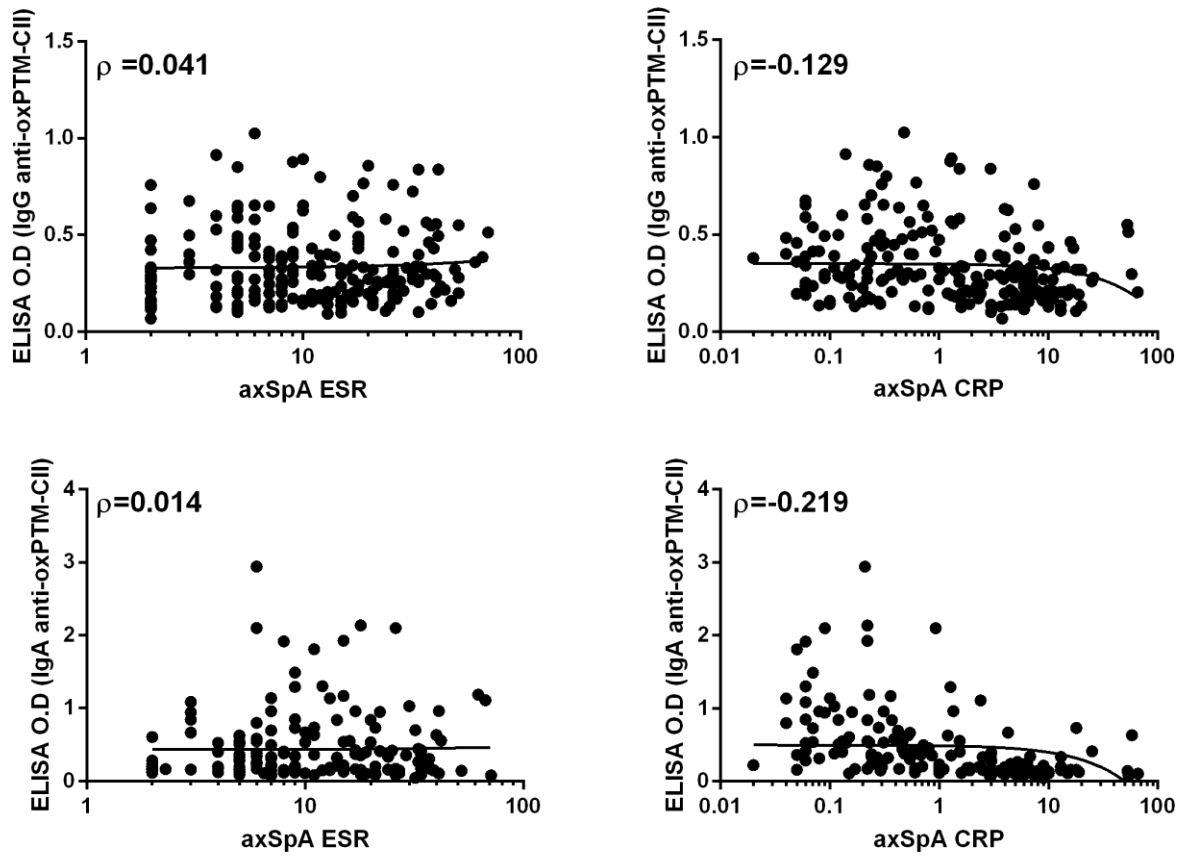 ρ =0.041
ELISA O.D (IgG anti-oxPTM-CII)
1.5
1.0
0.5
0.0
1
10
100
axSpA ESR
ρ=-0.129
ELISA O.D (IgG anti-oxPTM-CII)
1.5
1.0
0.5
0.0
0.01
0.1
1
10
100
axSpA CRP
ρ=0.014
ELISA O.D (IgA anti-oxPTM-CII)
4
3
2
1
0
1
10
100
axSpA ESR
ρ=-0.219
ELISA O.D (IgA anti-oxPTM-CII)
4
3
2
1
0
0.01
0.1
1
10
100
axSpA CRP